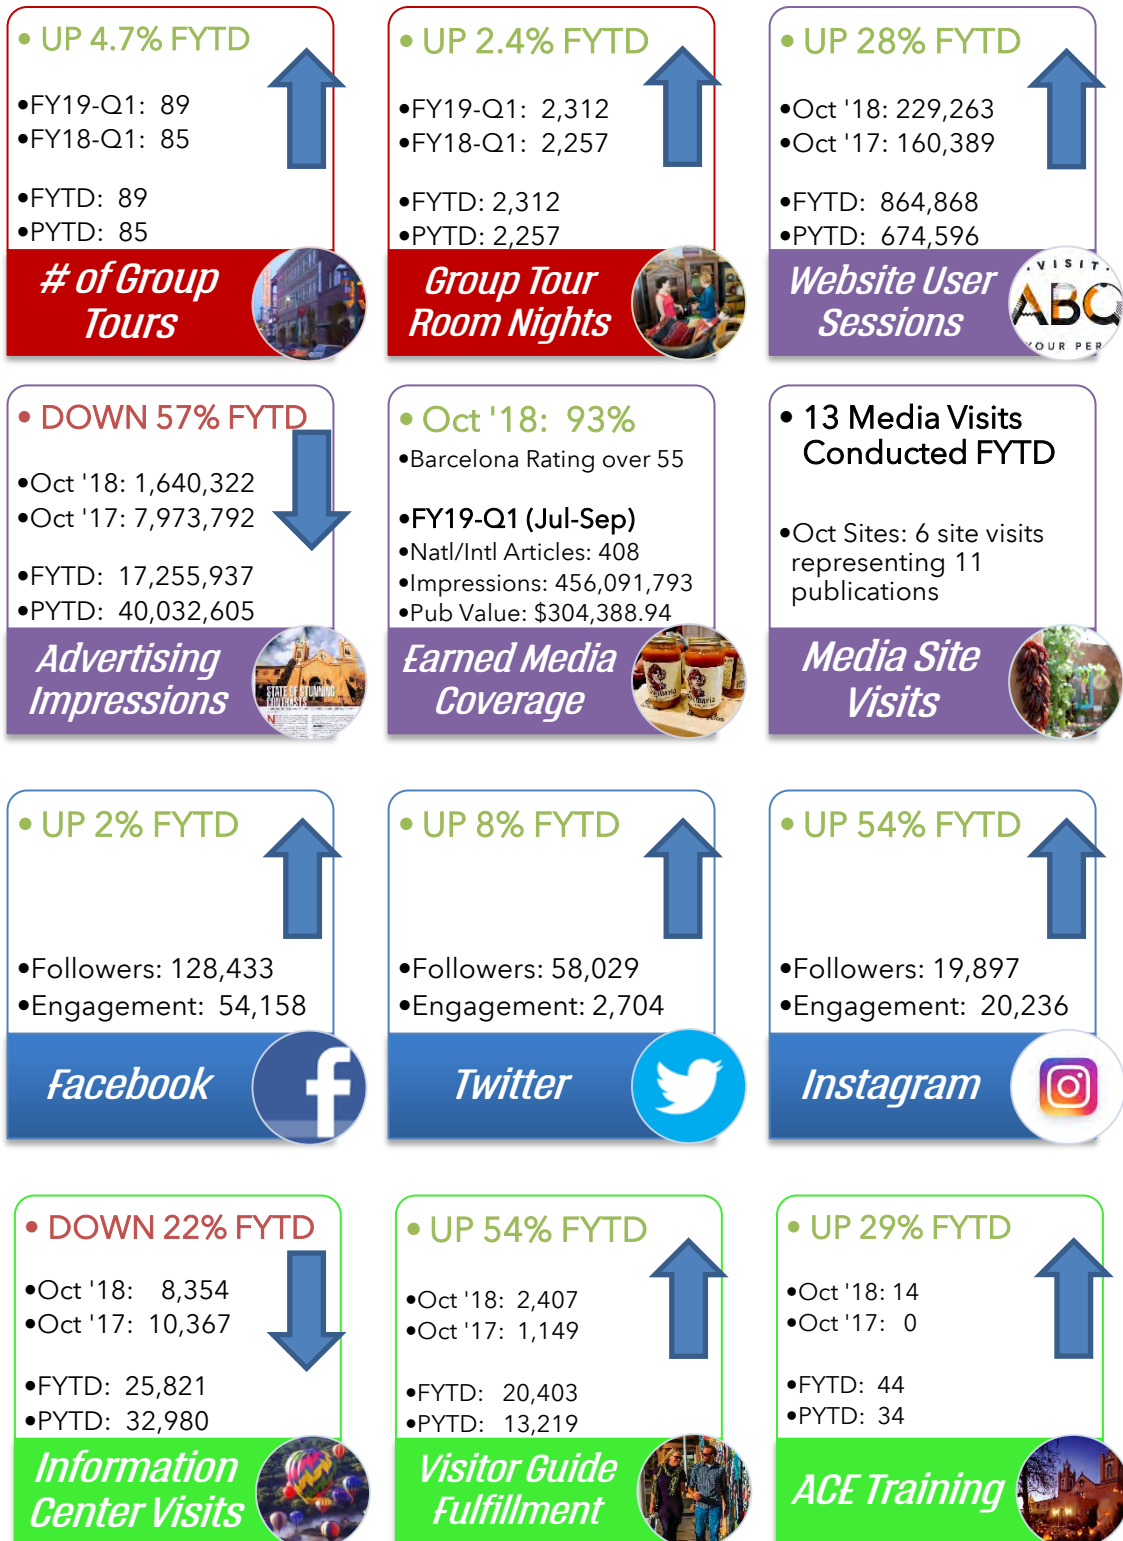 • UP 4.7% FYTD
•FY19-Q1: 89
•FY18-Q1: 85
•FYTD: 89
•PYTD: 85
# of Group
Tours
• UP 2.4% FYTD
•FY19-Q1: 2,312
•FY18-Q1: 2,257
•FYTD: 2,312
•PYTD: 2,257
Group Tour
Room Nights
• UP 28% FYTD
•Oct '18: 229,263
•Oct '17: 160,389
•FYTD: 864,868
•PYTD: 674,596
Website User
Sessions
VISIT
ABQ
YOUR PER
• DOWN 57% FYTD
•Oct '18: 1,640,322
•Oct '17: 7,973,792
•FYTD: 17,255,937
•PYTD: 40,032,605
Advertising
Impressions
STATE OF STUNNING
• Oct '18: 93%
•Barcelona Rating over 55
•FY19-Q1 (Jul-Sep)
•Natl/Intl Articles: 408
•Impressions: 456,091,793
•Pub Value: $304,388.94
Earned Media
Coverage
• 13 Media Visits
Conducted FYTD
•Oct Sites: 6 site visits
representing 11
publications
Media Site
Visits
• UP 2% FYTD
•Followers: 128,433
•Engagement: 54,158
Facebook
f
• UP 8% FYTD
•Followers: 58,029
•Engagement: 2,704
Twitter
• UP 54% FYTD
•Followers: 19,897
•Engagement: 20,236
Instagram
• DOWN 22% FYTD
•Oct '18: 8,354
•Oct '17: 10,367
•FYTD: 25,821
•PYTD: 32,980
Information
Center Visits
• UP 54% FYTD
•Oct '18: 2,407
•Oct '17: 1,149
•FYTD: 20,403
•PYTD: 13,219
Visitor Guide
Fulfillment
• UP 29% FYTD
•Oct '18: 14
•Oct '17: 0
•FYTD: 44
•PYTD: 34
ACE Training